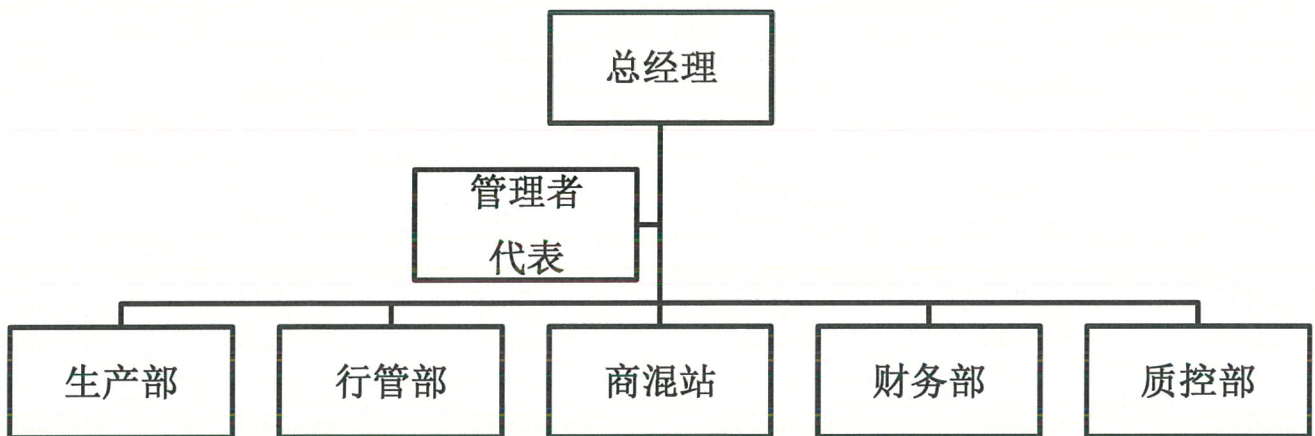 总经理
管理者
代表
生产部
行管部
商混站
财务部
质控部